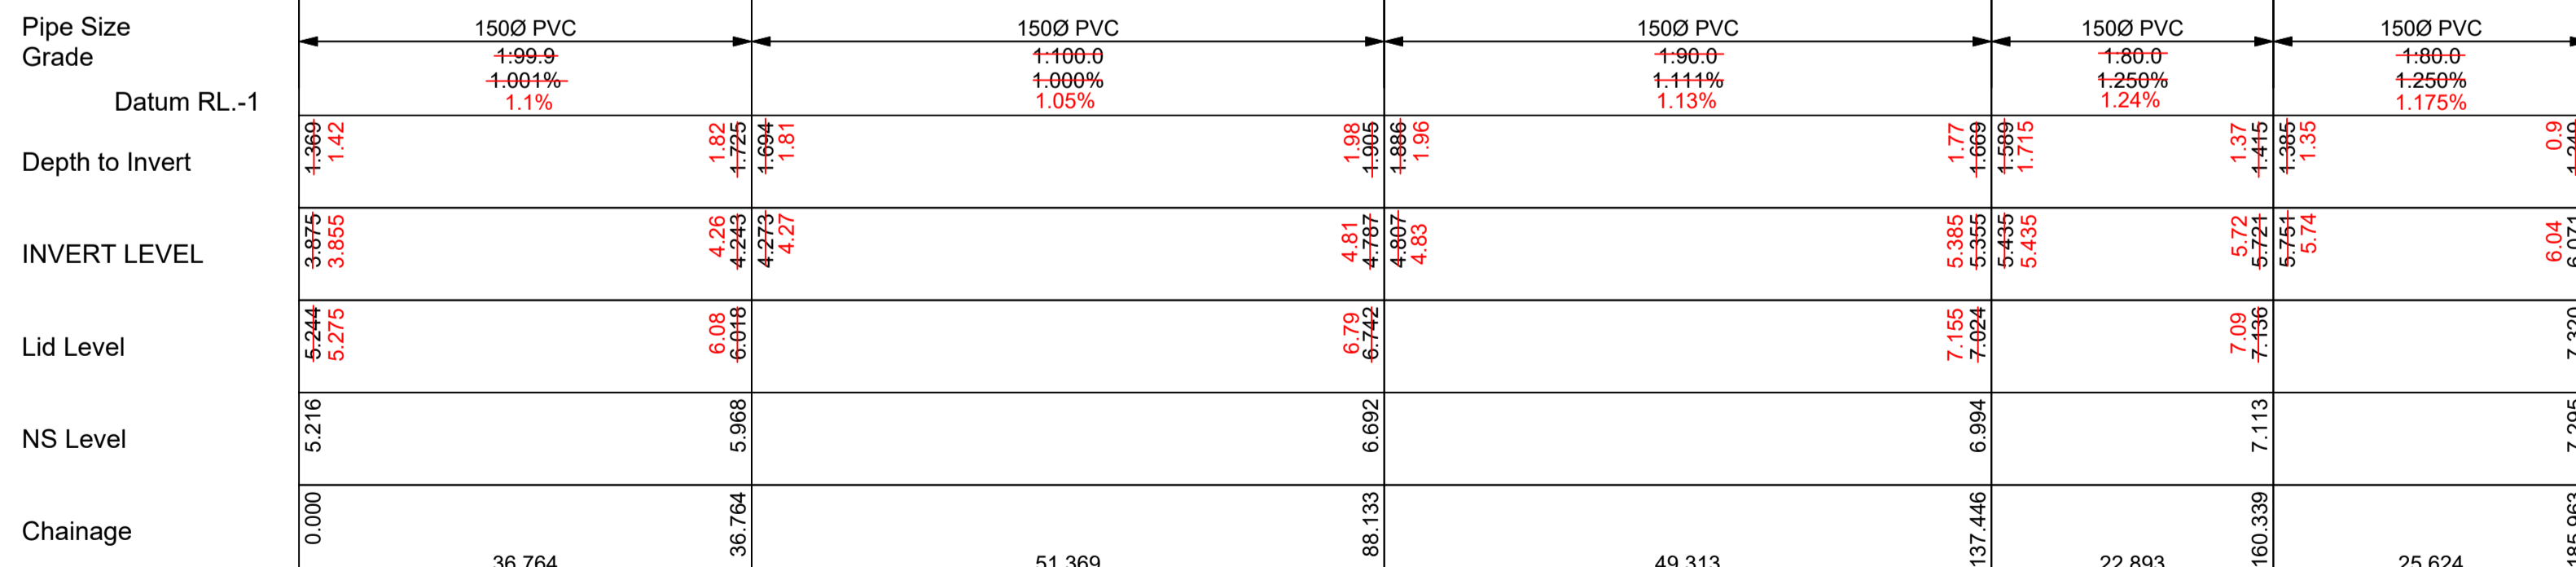 Pipe Size 150Ø PVC 150Ø PVC 150Ø PVC 150Ø PVC 150Ø PVC
Grade 1:99.9 1:100.0 1:90.0 1:80.0 1:80.0
1.001% 1.000% 1.111% 1.250% 1.250%
Datum RL.-1 1.1% 1.05% 1.13% 1.24% 1.175%
Depth to Invert 1.369 1.42 1.82 1.725 1.694 1.81 1.98 1.905 1.886 1.96 1.77 1.669 1.589 1.715 1.37 1.415 1.385 1.35 0.9
INVERT LEVEL 3.875 3.855 4.26 4.243 4.273 4.27 4.81 4.787 4.807 4.83 5.385 5.355 5.435 5.435 5.72 5.721 5.751 5.74 6.04 6.071
Lid Level 5.244 5.275 6.08 6.018 6.79 6.742 7.155 7.024 7.09 7.136 7.320
NS Level 5.216 5.968 6.692 6.994 7.113 7.295
Chainage 0.000 36.764 88.133 137.446 160.339 185.963
36.764 51.369 49.313 22.893 25.624